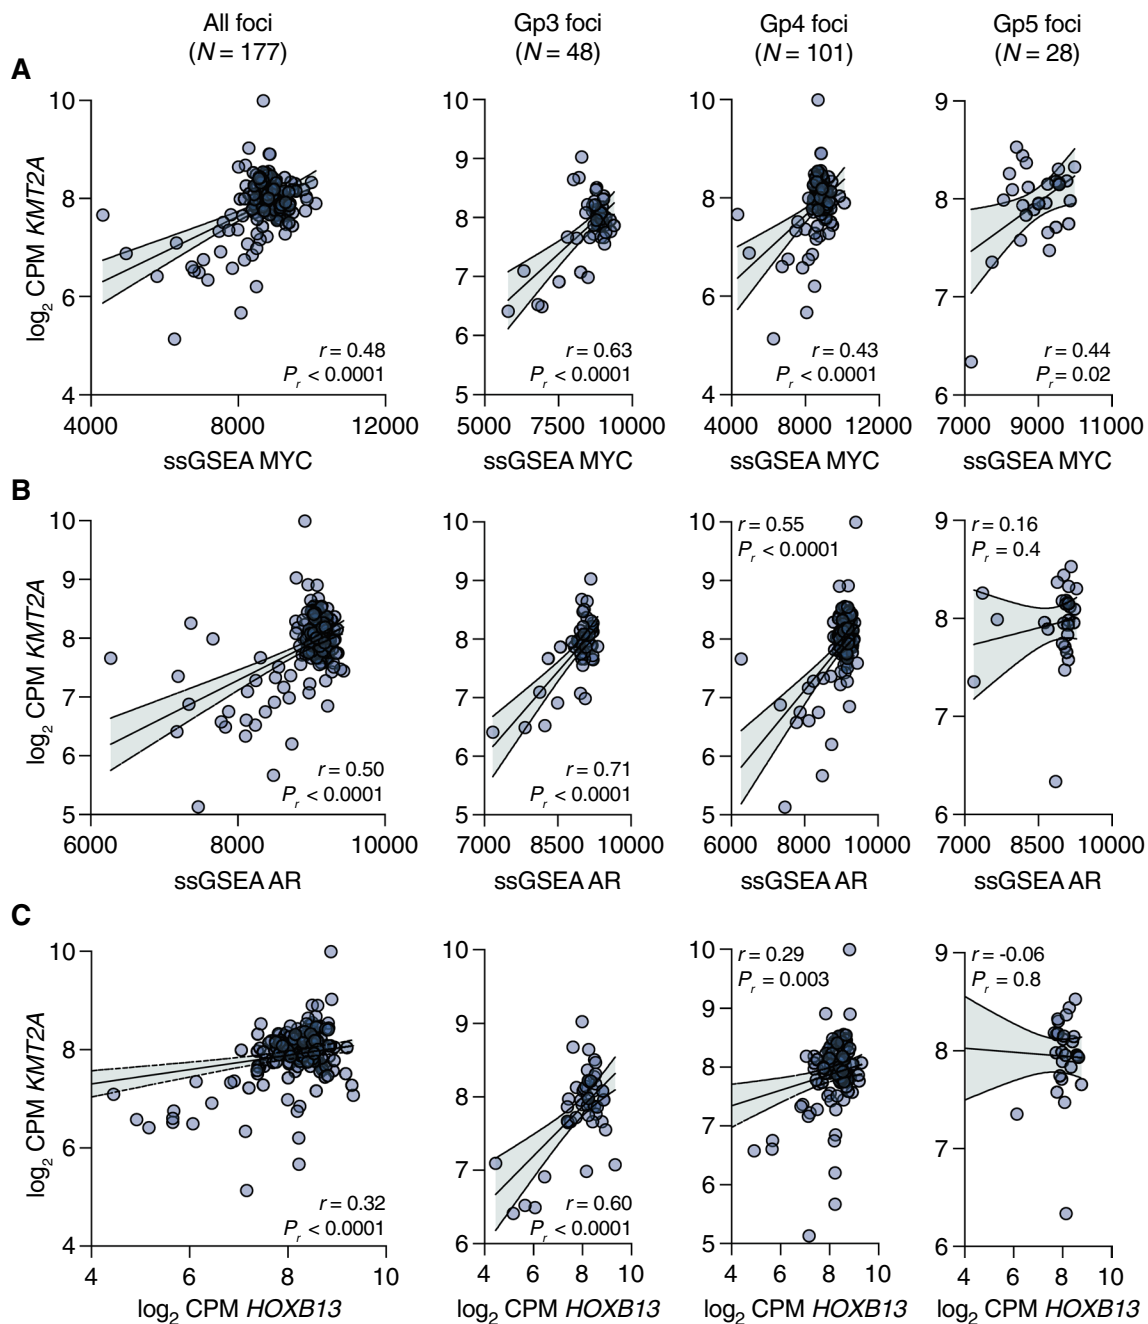 All foci
(N = 177)
Gp3 foci
(N = 48)
Gp4 foci
(N = 101)
Gp5 foci
(N = 28)
A
log₂ CPM KMT2A
10
8
6
4
4000 8000 12000
ssGSEA MYC
r = 0.48
Pᵣ < 0.0001
10
9
8
7
6
5
5000 7500 10000
ssGSEA MYC
r = 0.63
Pᵣ < 0.0001
10
8
6
4
4000 8000 12000
ssGSEA MYC
r = 0.43
Pᵣ < 0.0001
9
8
7
6
7000 9000 11000
ssGSEA MYC
r = 0.44
Pᵣ = 0.02
B
log₂ CPM KMT2A
10
9
8
7
6
5
6000 8000 10000
ssGSEA AR
r = 0.50
Pᵣ < 0.0001
10
9
8
7
6
5
7000 8500 10000
ssGSEA AR
r = 0.71
Pᵣ < 0.0001
10
9
8
7
6
5
6000 8000 10000
ssGSEA AR
r = 0.55
Pᵣ < 0.0001
9
8
7
6
7000 8500 10000
ssGSEA AR
r = 0.16
Pᵣ = 0.4
C
log₂ CPM KMT2A
10
8
6
4
4 6 8 10
log₂ CPM HOXB13
r = 0.32
Pᵣ < 0.0001
10
9
8
7
6
4 6 8 10
log₂ CPM HOXB13
r = 0.60
Pᵣ < 0.0001
10
9
8
7
6
5
4 6 8 10
log₂ CPM HOXB13
r = 0.29
Pᵣ = 0.003
9
8
7
6
4 6 8 10
log₂ CPM HOXB13
r = -0.06
Pᵣ = 0.8